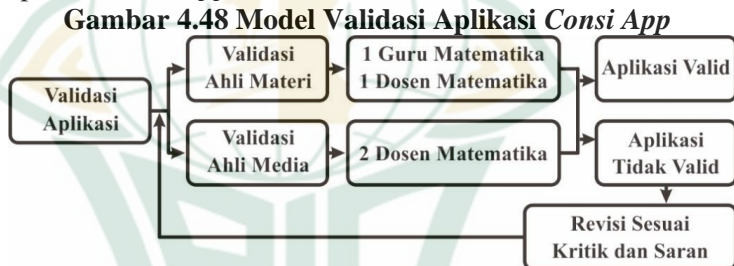 Gambar 4.48 Model Validasi Aplikasi Consi App
Validasi
Aplikasi
Validasi
Ahli Materi
1 Guru Matematika
1 Dosen Matematika
Aplikasi Valid
Validasi
Ahli Media
2 Dosen Matematika
Aplikasi
Tidak Valid
Revisi Sesuai
Kritik dan Saran